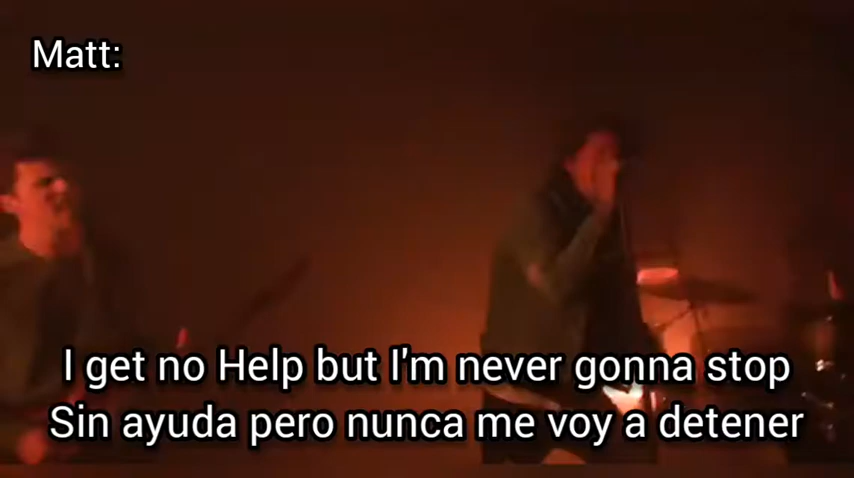 Matt:
I get no Help but I'm never gonna stop
Sin ayuda pero nunca me voy a detener